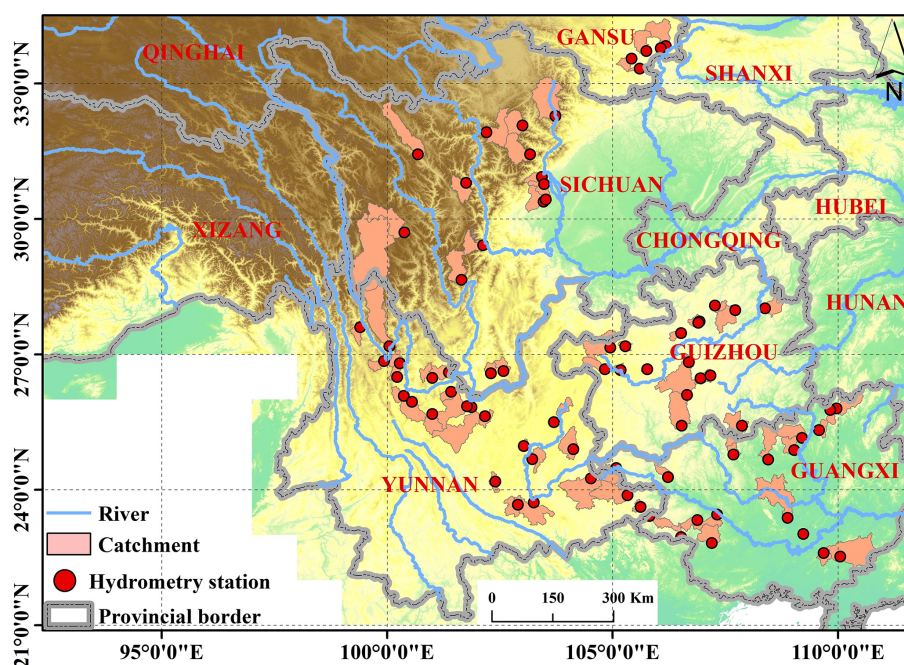 GANSU
QINGHAI
SHANXI
N
33°0'0"N
SICHUAN
HUBEI
XIZANG
CHONGQING
30°0'0"N
HUNAN
GUIZHOU
27°0'0"N
GUANGXI
YUNNAN
24°0'0"N
River
Catchment
Hydrometry station
Provincial border
0 150 300 Km
21°0'0"N
95°0'0"E 100°0'0"E 105°0'0"E 110°0'0"E